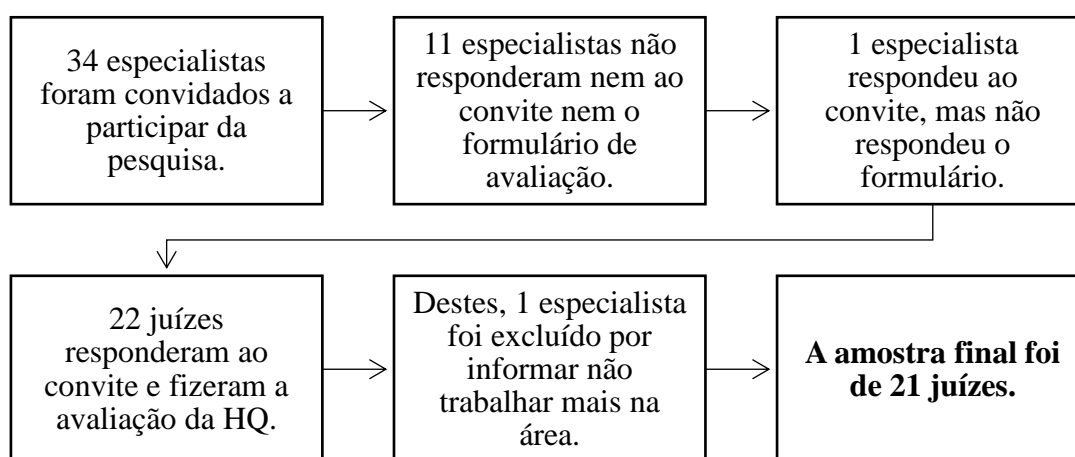 34 especialistas
foram convidados a
participar da
pesquisa.
11 especialistas não
responderam nem ao
convite nem o
formulário de
avaliação.
1 especialista
respondeu ao
convite, mas não
respondeu o
formulário.
22 juízes
responderam ao
convite e fizeram a
avaliação da HQ.
Destes, 1 especialista
foi excluído por
informar não
trabalhar mais na
área.
A amostra final foi
de 21 juízes.